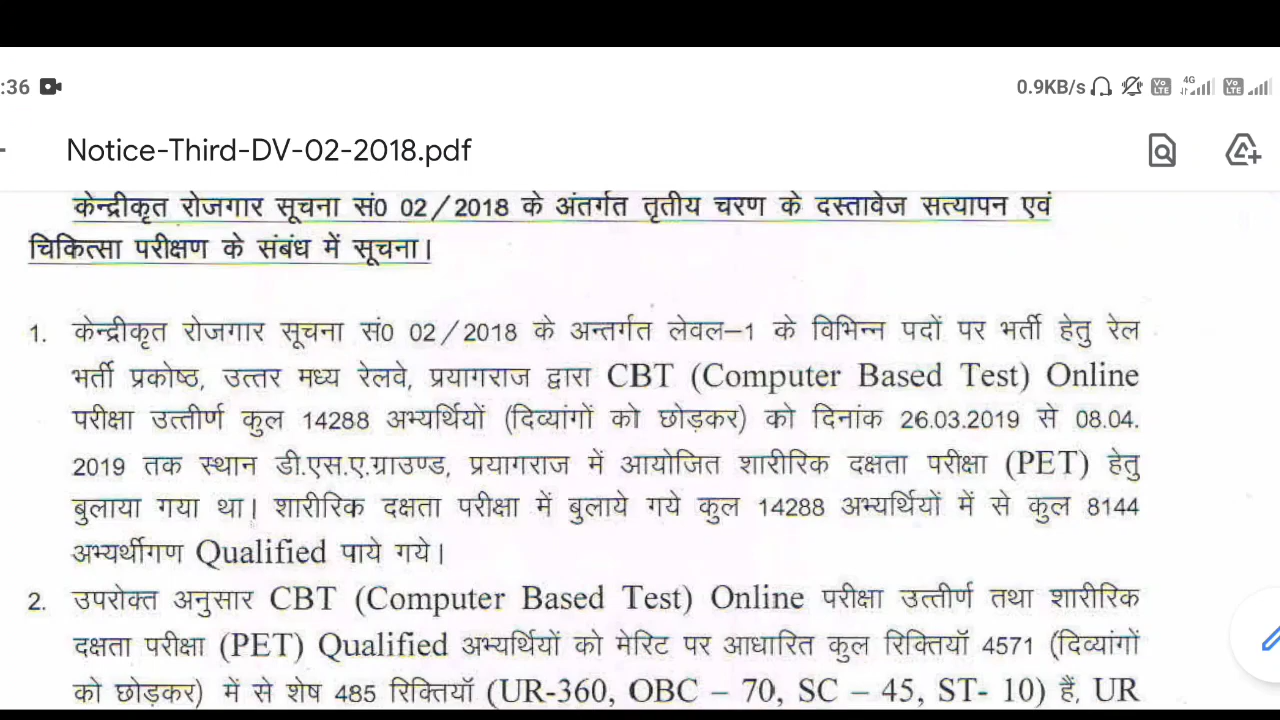 :36
0.9KB/s 4G Vo LTE Vo LTE
Notice-Third-DV-02-2018.pdf
केन्द्रीकृत रोजगार सूचना सं0 02/2018 के अंतर्गत तृतीय चरण के दस्तावेज सत्यापन एवं
चिकित्सा परीक्षण के संबंध में सूचना।
1. केन्द्रीकृत रोजगार सूचना सं0 02/2018 के अन्तर्गत लेवल–1 के विभिन्न पदों पर भर्ती हेतु रेल
भर्ती प्रकोष्ठ, उत्तर मध्य रेलवे, प्रयागराज द्वारा CBT (Computer Based Test) Online
परीक्षा उत्तीर्ण कुल 14288 अभ्यर्थियों (दिव्यांगों को छोड़कर) को दिनांक 26.03.2019 से 08.04.
2019 तक स्थान डी.एस.ए.ग्राउण्ड, प्रयागराज में आयोजित शारीरिक दक्षता परीक्षा (PET) हेतु
बुलाया गया था। शारीरिक दक्षता परीक्षा में बुलाये गये कुल 14288 अभ्यर्थियों में से कुल 8144
अभ्यर्थीगण Qualified पाये गये।
2. उपरोक्त अनुसार CBT (Computer Based Test) Online परीक्षा उत्तीर्ण तथा शारीरिक
दक्षता परीक्षा (PET) Qualified अभ्यर्थियों को मेरिट पर आधारित कुल रिक्तियॉ 4571 (दिव्यांगों
को छोड़कर) में से शेष 485 रिक्तियॉ (UR-360, OBC – 70, SC – 45, ST- 10) हैं, UR